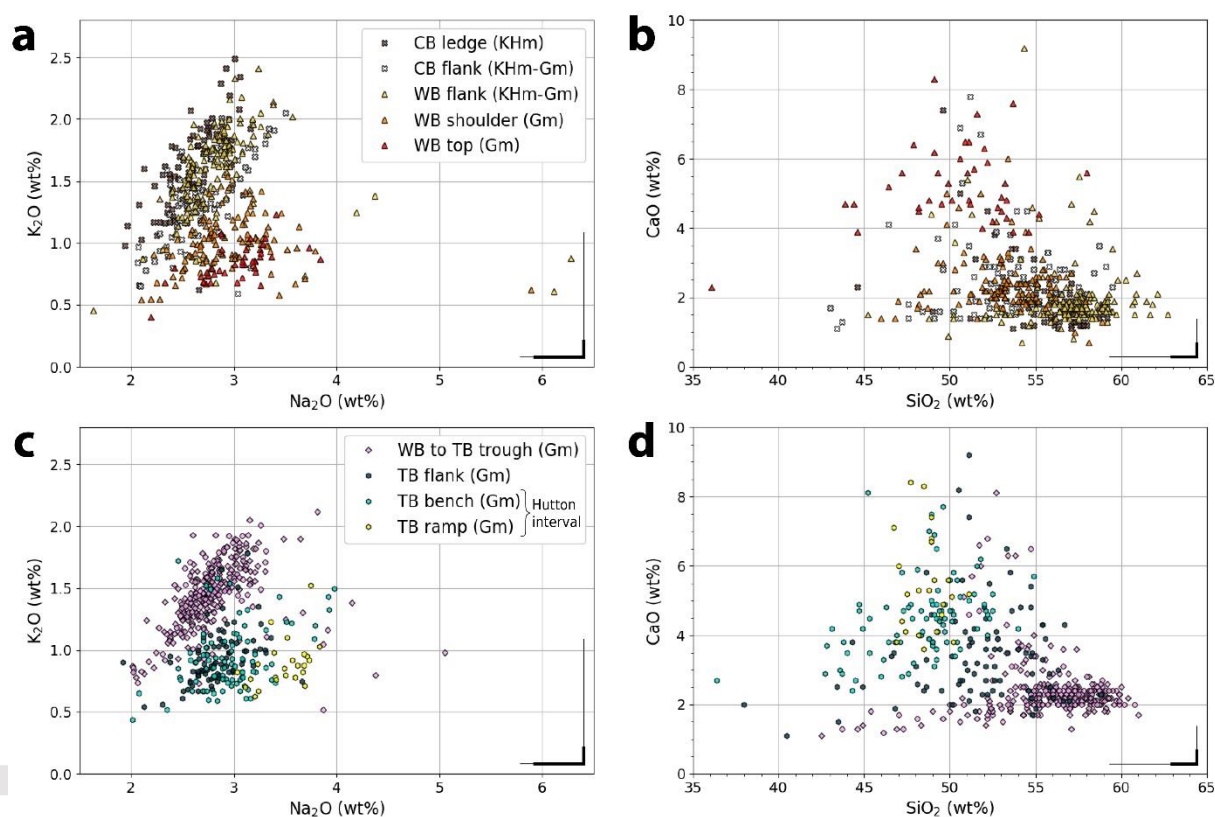 a
K₂O (wt%)
2.5
2.0
1.5
1.0
0.5
0.0
CB ledge (KHm)
CB flank (KHm-Gm)
WB flank (KHm-Gm)
WB shoulder (Gm)
WB top (Gm)
2 3 4 5 6
Na₂O (wt%)
b
CaO (wt%)
10
8
6
4
2
0
35 40 45 50 55 60 65
SiO₂ (wt%)
c
K₂O (wt%)
2.5
2.0
1.5
1.0
0.5
0.0
WB to TB trough (Gm)
TB flank (Gm)
TB bench (Gm)
TB ramp (Gm)
Hutton
interval
2 3 4 5 6
Na₂O (wt%)
d
CaO (wt%)
10
8
6
4
2
0
35 40 45 50 55 60 65
SiO₂ (wt%)